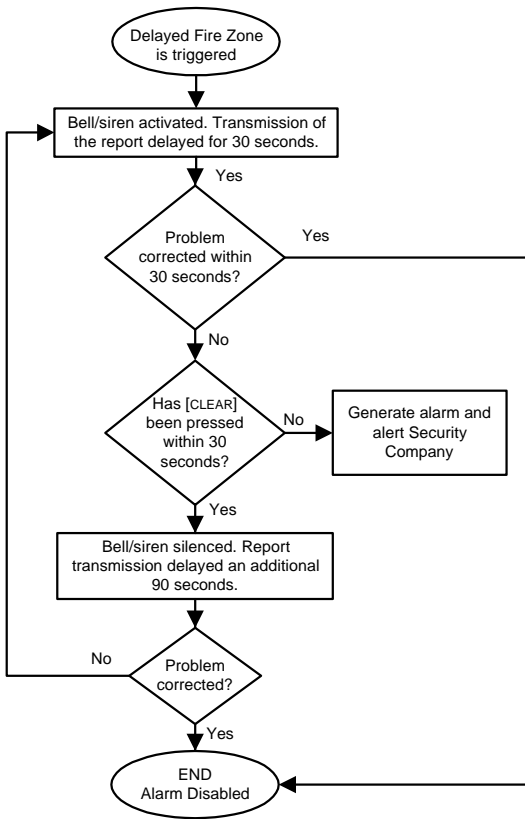 Delayed Fire Zone
is triggered
Bell/siren activated. Transmission of
the report delayed for 30 seconds.
Yes
Problem
corrected within
30 seconds?
Yes
No
Has [CLEAR]
been pressed
within 30
seconds?
No
Generate alarm and
alert Security
Company
Yes
Bell/siren silenced. Report
transmission delayed an additional
90 seconds.
No
Problem
corrected?
Yes
END
Alarm Disabled